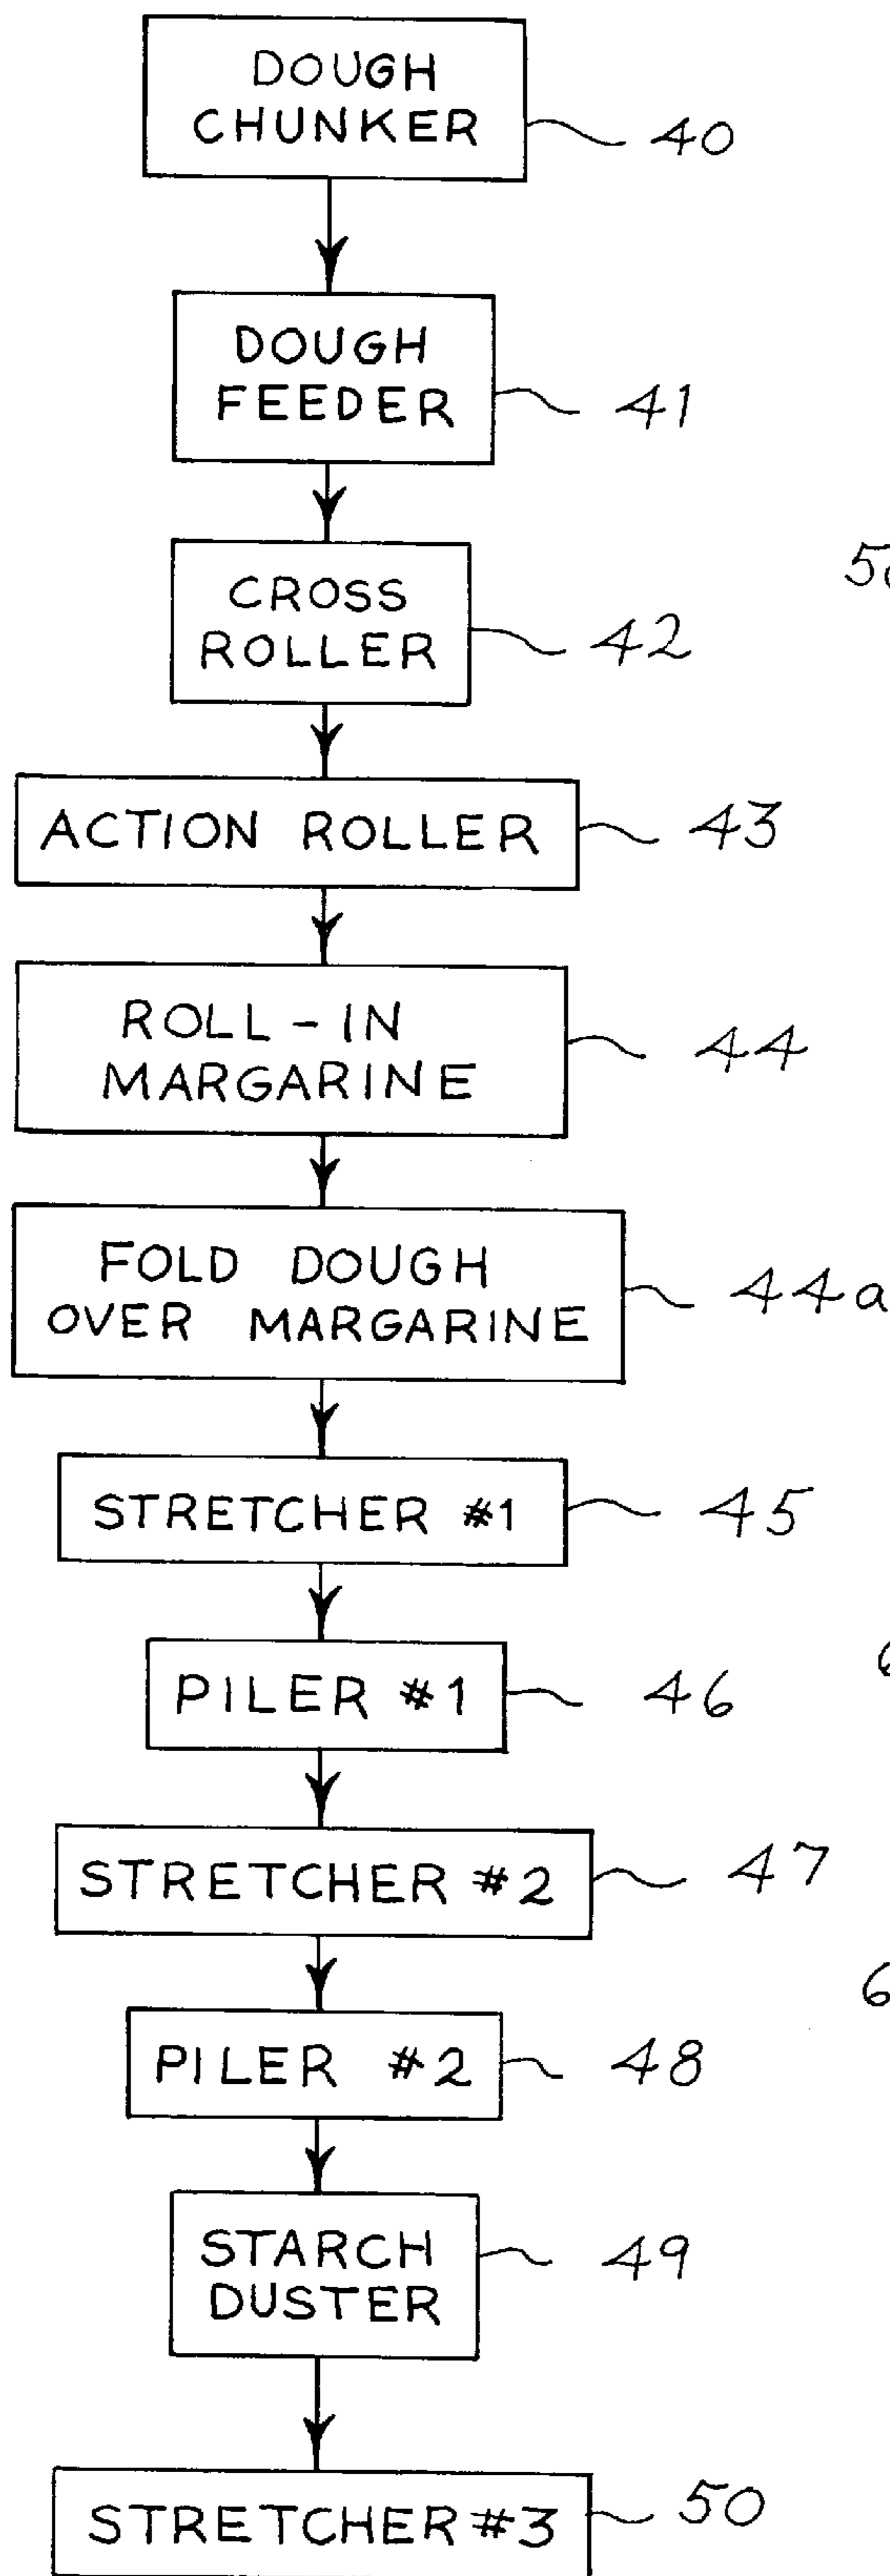 DOUGH
CHUNKER
40
DOUGH
FEEDER
41
CROSS
ROLLER
42
ACTION ROLLER
43
ROLL-IN
MARGARINE
44
FOLD DOUGH
OVER MARGARINE
44a
STRETCHER #1
45
PILER #1
46
STRETCHER #2
47
PILER #2
48
STARCH
DUSTER
49
STRETCHER #3
50